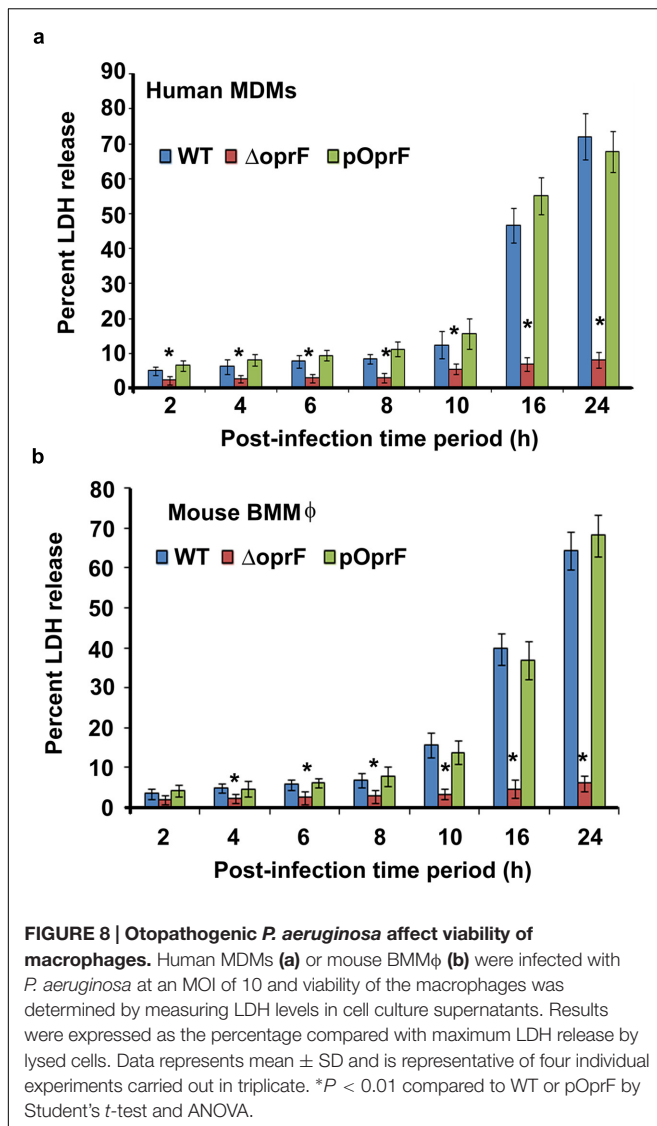 a
90
80
70
60
50
40
30
20
10
0
Percent LDH release
Human MDMs
WT ΔoprF pOprF
* * * * * * *
2 4 6 8 10 16 24
Post-infection time period (h)
b
80
70
60
50
40
30
20
10
0
Percent LDH release
Mouse BMM ϕ
WT ΔoprF pOprF
* * * * * *
2 4 6 8 10 16 24
Post-infection time period (h)
FIGURE 8 | Otopathogenic P. aeruginosa affect viability of
macrophages. Human MDMs (a) or mouse BMMϕ (b) were infected with
P. aeruginosa at an MOI of 10 and viability of the macrophages was
determined by measuring LDH levels in cell culture supernatants. Results
were expressed as the percentage compared with maximum LDH release by
lysed cells. Data represents mean ± SD and is representative of four individual
experiments carried out in triplicate. *P < 0.01 compared to WT or pOprF by
Student's t-test and ANOVA.